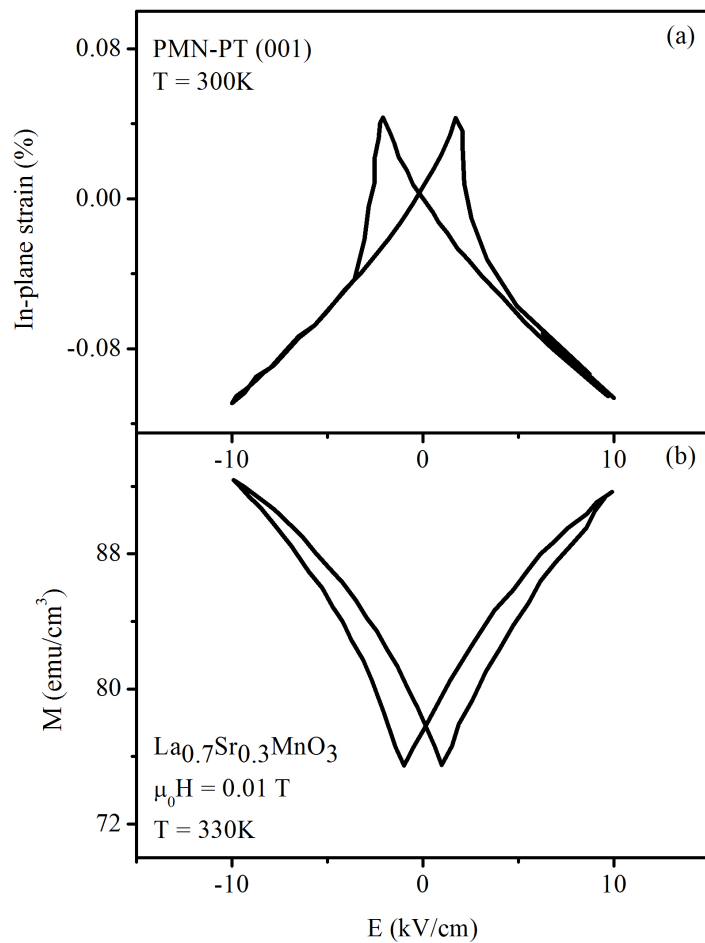 (a)
PMN-PT (001)
T = 300K
In-plane strain (%)
0.08
0.00
-0.08
-10 0 10
(b)
M (emu/cm³)
88
80
72
La₀.₇Sr₀.₃MnO₃
μ₀H = 0.01 T
T = 330K
-10 0 10
E (kV/cm)